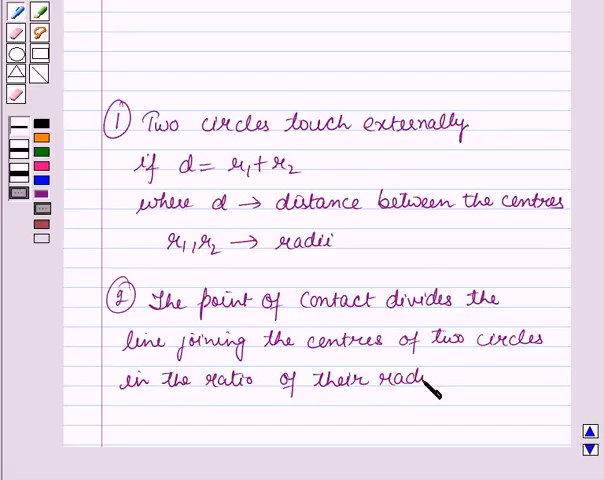 ① Two circles touch externally
if d = r₁ + r₂
where d → distance between the centres
r₁, r₂ → radii
② The point of contact divides the
line joining the centres of two circles
in the ratio of their radi